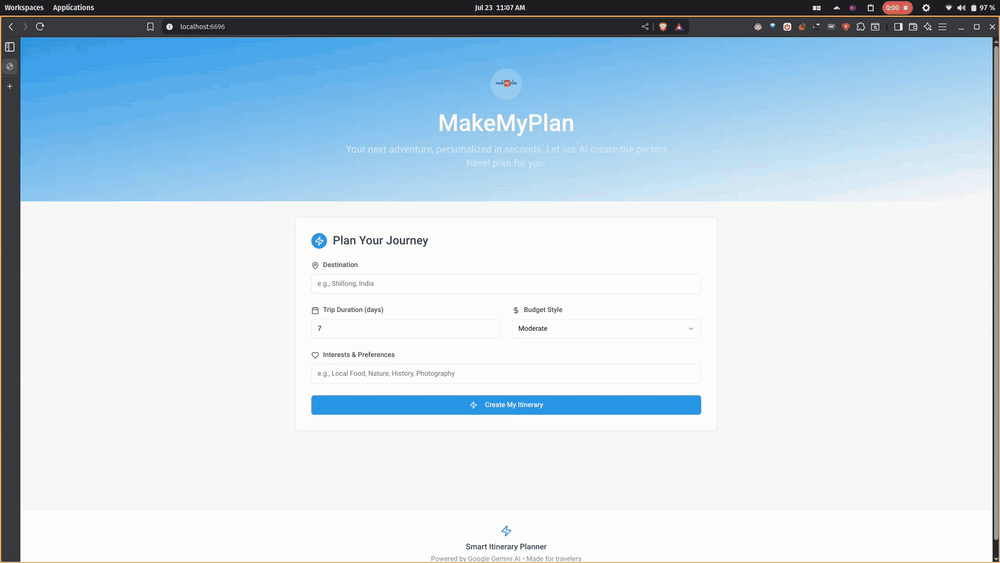 Workspaces Applications Jul 23 11:07 AM 0:00 97 %
localhost:6696
MakeMyPlan
Your next adventure, personalized in seconds. Let our AI create the perfect
travel plan for you.
Plan Your Journey
Destination
e.g., Shillong, India
Trip Duration (days) Budget Style
7 Moderate
Interests & Preferences
e.g., Local Food, Nature, History, Photography
Create My Itinerary
Smart Itinerary Planner
Powered by Google Gemini AI • Made for travelers